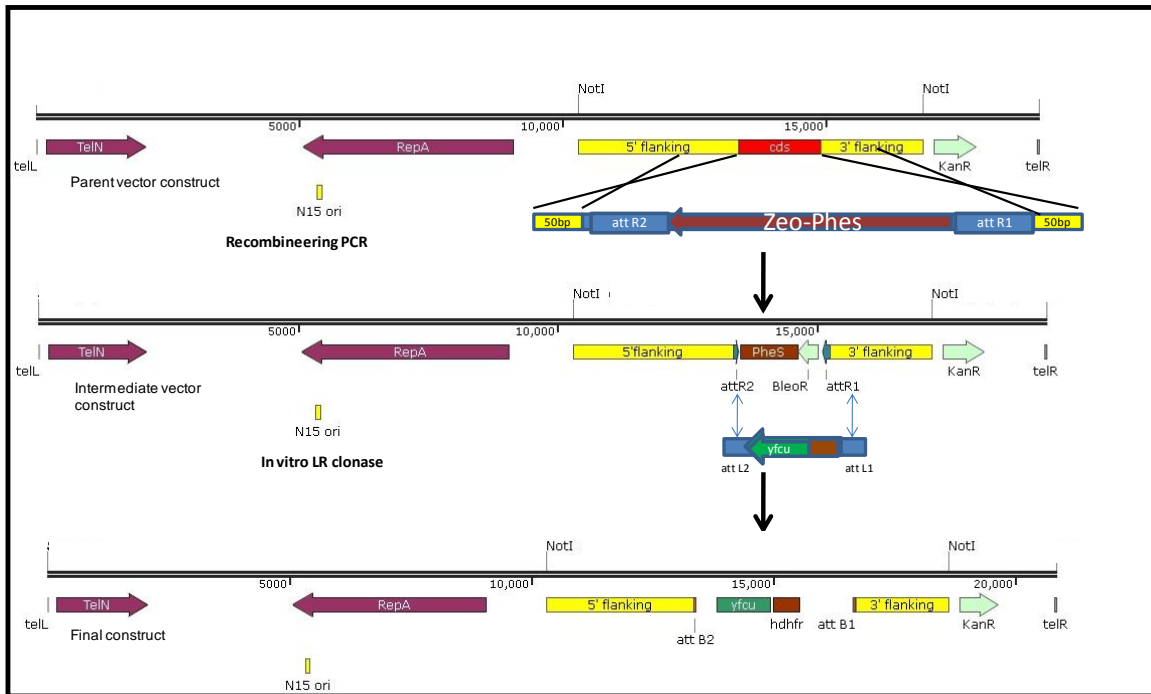 NotI NotI
5000 10,000 15,000
telL TelN RepA 5' flanking cds 3' flanking KanR telR
Parent vector construct
N15 ori
50bp att R2 Zeo-Phes att R1 50bp
Recombineering PCR
NotI NotI
5000 10,000 15,000
telL TelN RepA 5'flanking PheS 3' flanking KanR telR
attR2 BleoR attR1
Intermediate vector
construct
N15 ori
yfcu
In vitro LR clonase
att L2 att L1
NotI NotI
5000 10,000 15,000 20,000
telL TelN RepA 5' flanking yfcu hdhfr 3' flanking KanR telR
att B2 att B1
Final construct
N15 ori